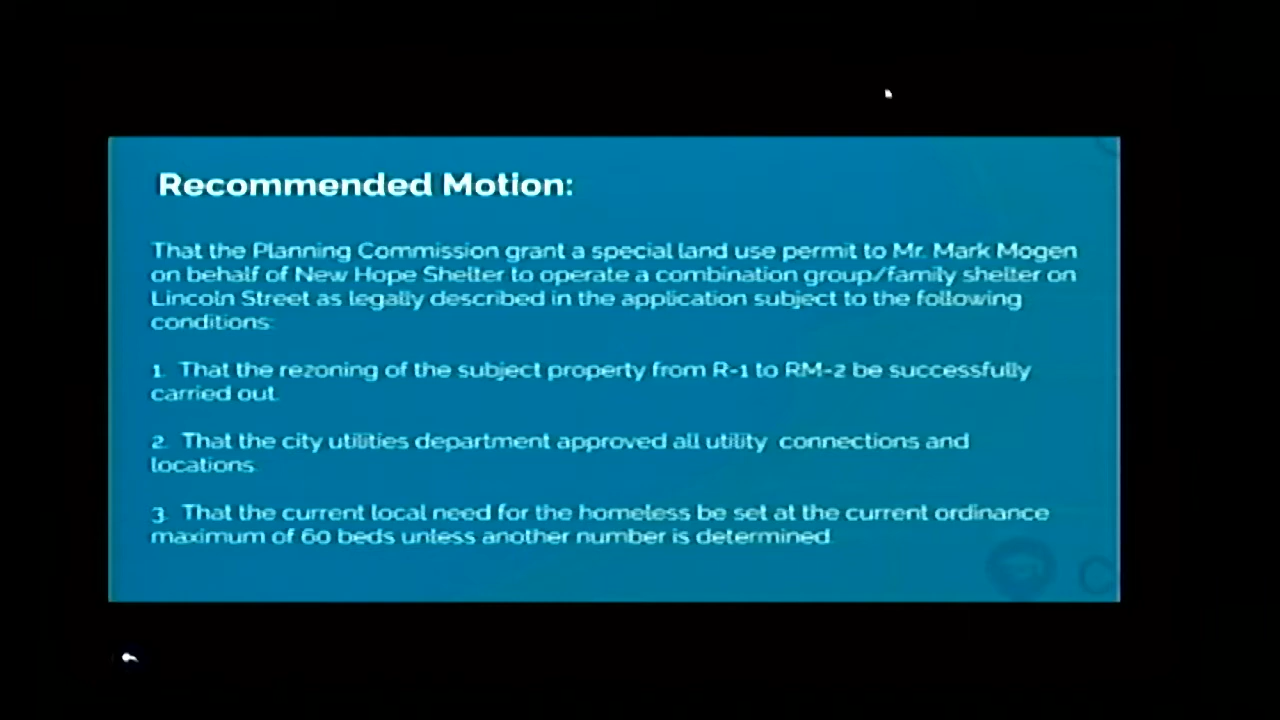 Recommended Motion:
That the Planning Commission grant a special land use permit to Mr. Mark Mogen
on behalf of New Hope Shelter to operate a combination group/family shelter on
Lincoln Street as legally described in the application subject to the following
conditions:
1. That the rezoning of the subject property from R-1 to RM-2 be successfully
carried out.
2. That the city utilities department approved all utility connections and
locations.
3. That the current local need for the homeless be set at the current ordinance
maximum of 60 beds unless another number is determined.
C